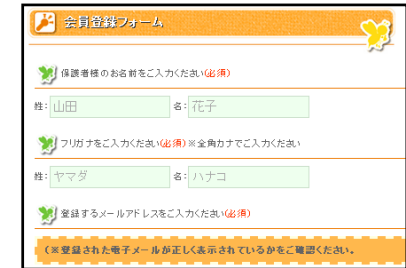 会員登録フォーム
保護者様のお名前をご入力ください(必須)
姓: 山田 名: 花子
フリガナをご入力ください(必須)※全角カナでご入力ください
姓: ヤマダ 名: ハナコ
登録するメールアドレスをご入力ください(必須)
(※登録された電子メールが正しく表示されているかをご確認ください。